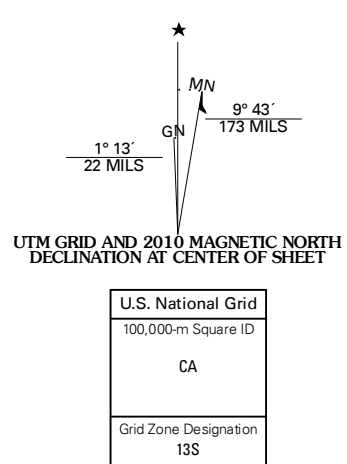 MN
9° 43´
173 MILS
GN
1° 13´
22 MILS
UTM GRID AND 2010 MAGNETIC NORTH
DECLINATION AT CENTER OF SHEET
U.S. National Grid
100,000-m Square ID
CA
Grid Zone Designation
13S